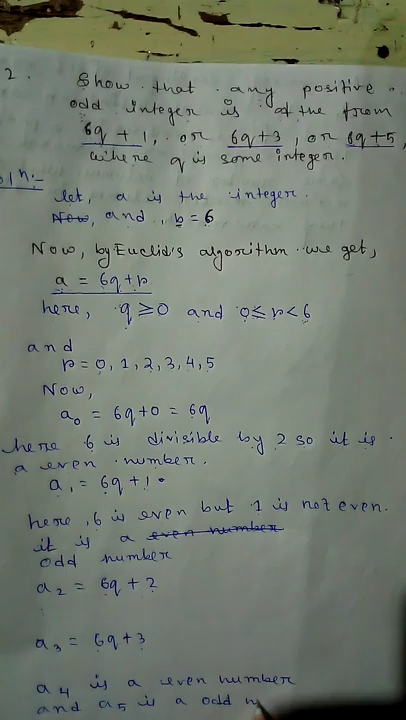 2. Show that any positive
odd integer is of the from
6q + 1, or 6q+3, or 6q+5,
where q is some integer.
oln:-
let, a is the integer.
Now, and, b = 6
Now, by Euclid's algorithm we get,
a = 6q+r
here, q ≥ 0 and 0 ≤ r < 6
and
r = 0, 1, 2, 3, 4, 5
Now,
a₀ = 6q+0 = 6q
here 6 is divisible by 2 so it is
a even number.
a₁ = 6q+1.
here, 6 is even but 1 is not even.
it is a even number
odd number
a₂ = 6q + 2
a₃ = 6q+3
a₄ is a even number
and a₅ is a odd